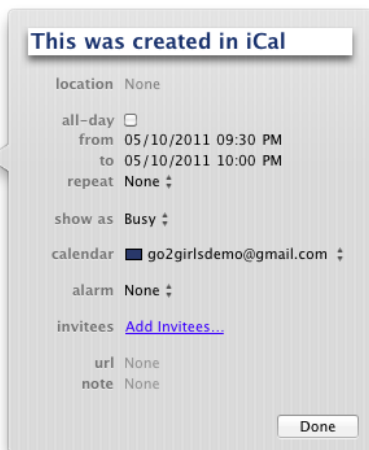 This was created in iCal
location None
all-day
from 05/10/2011 09:30 PM
to 05/10/2011 10:00 PM
repeat None
show as Busy
calendar go2girlsdemo@gmail.com
alarm None
invitees Add Invitees...
url None
note None
Done